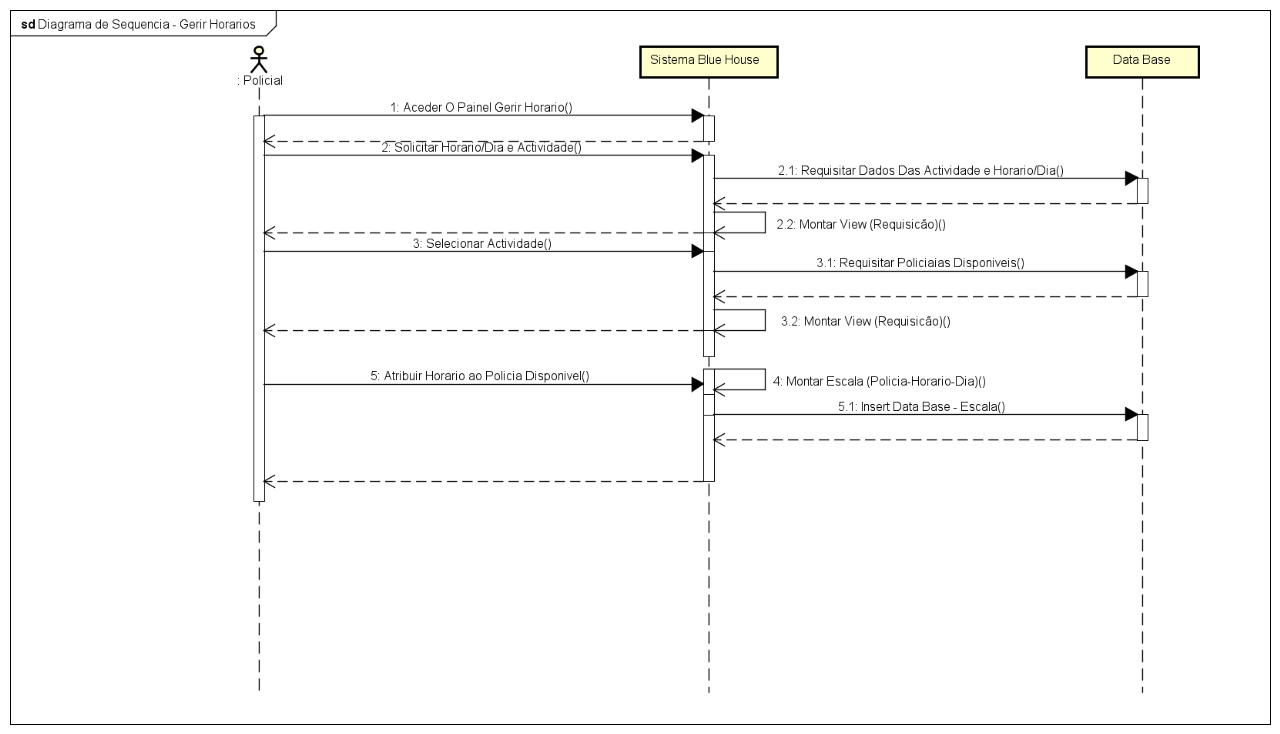 sd Diagrama de Sequencia - Gerir Horarios
: Policial
Sistema Blue House
Data Base
1: Aceder O Painel Gerir Horario()
2: Solicitar Horario/Dia e Actividade()
2.1: Requisitar Dados Das Actividade e Horario/Dia()
2.2: Montar View (Requisicão)()
3: Selecionar Actividade()
3.1: Requisitar Policiaias Disponiveis()
3.2: Montar View (Requisicão)()
5: Atribuir Horario ao Policia Disponivel()
4: Montar Escala (Policia-Horario-Dia)()
5.1: Insert Data Base - Escala()